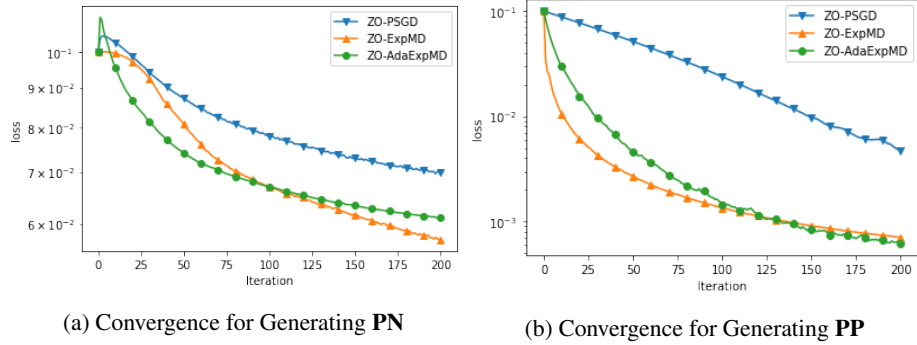 ZO-PSGD
ZO-ExpMD
ZO-AdaExpMD
10⁻¹
9 × 10⁻²
8 × 10⁻²
7 × 10⁻²
6 × 10⁻²
loss
0 25 50 75 100 125 150 175 200
Iteration
(a) Convergence for Generating PN
ZO-PSGD
ZO-ExpMD
ZO-AdaExpMD
10⁻¹
10⁻²
10⁻³
loss
0 25 50 75 100 125 150 175 200
Iteration
(b) Convergence for Generating PP